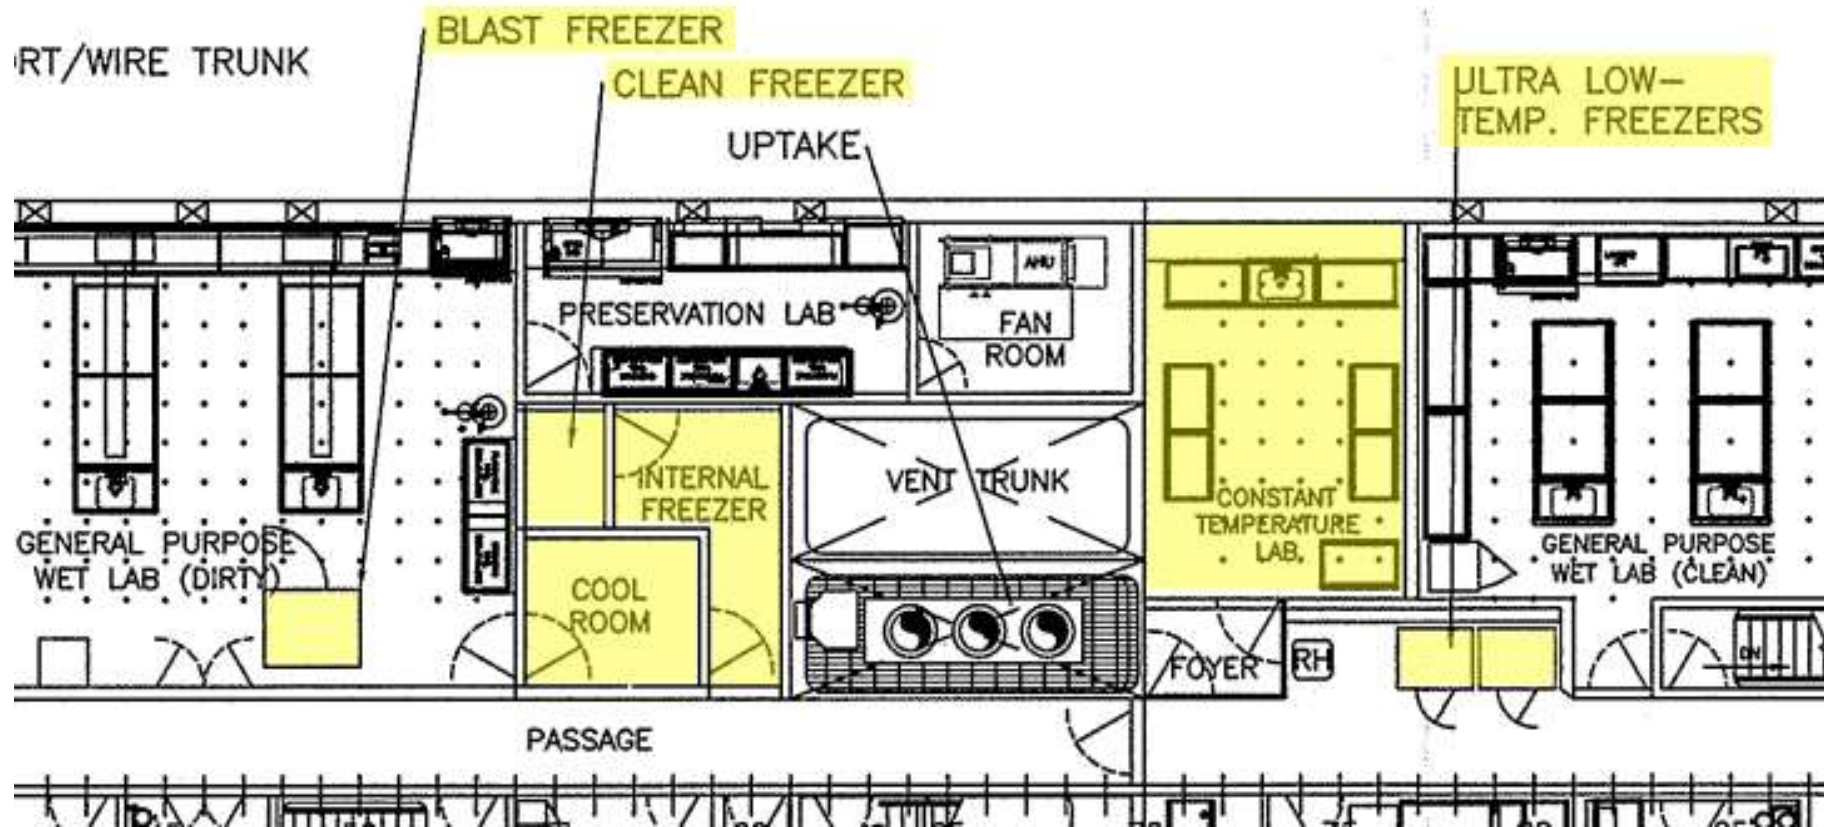 BLAST FREEZER
RT/WIRE TRUNK
CLEAN FREEZER
ULTRA LOW-
TEMP. FREEZERS
UPTAKE
AHU
PRESERVATION LAB
FAN
ROOM
INTERNAL
FREEZER
VENT TRUNK
CONSTANT
TEMPERATURE
LAB.
GENERAL PURPOSE
WET LAB (DIRTY)
GENERAL PURPOSE
WET LAB (CLEAN)
COOL
ROOM
FOYER
RH
DN
PASSAGE